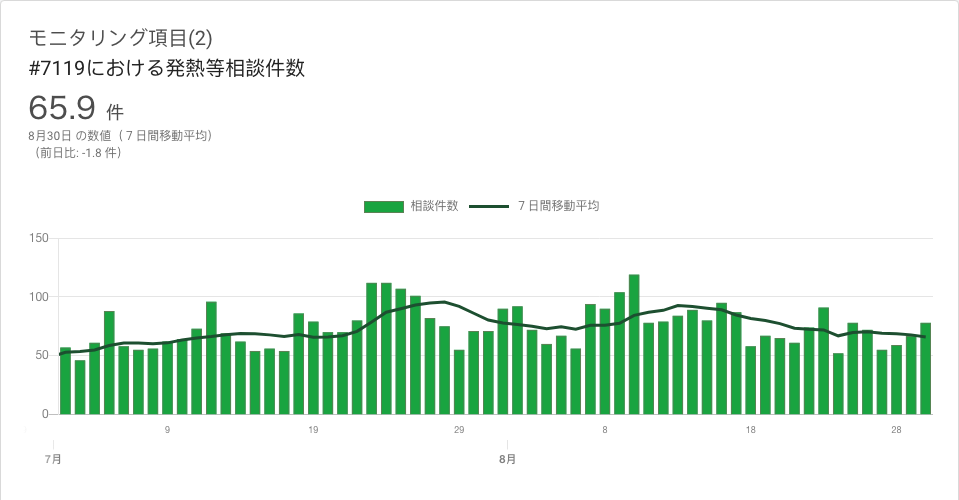 モニタリング項目(2)
#7119における発熱等相談件数
65.9 件
8月30日 の数値（７日間移動平均）
（前日比: -1.8 件）
相談件数 ７日間移動平均
150
100
50
0
9 19 29 8 18 28
7月 8月